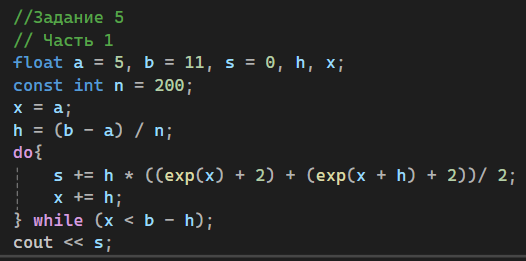 //Задание 5
// Часть 1
float a = 5, b = 11, s = 0, h, x;
const int n = 200;
x = a;
h = (b - a) / n;
do{
    s += h * ((exp(x) + 2) + (exp(x + h) + 2))/ 2;
    x += h;
} while (x < b - h);
cout << s;